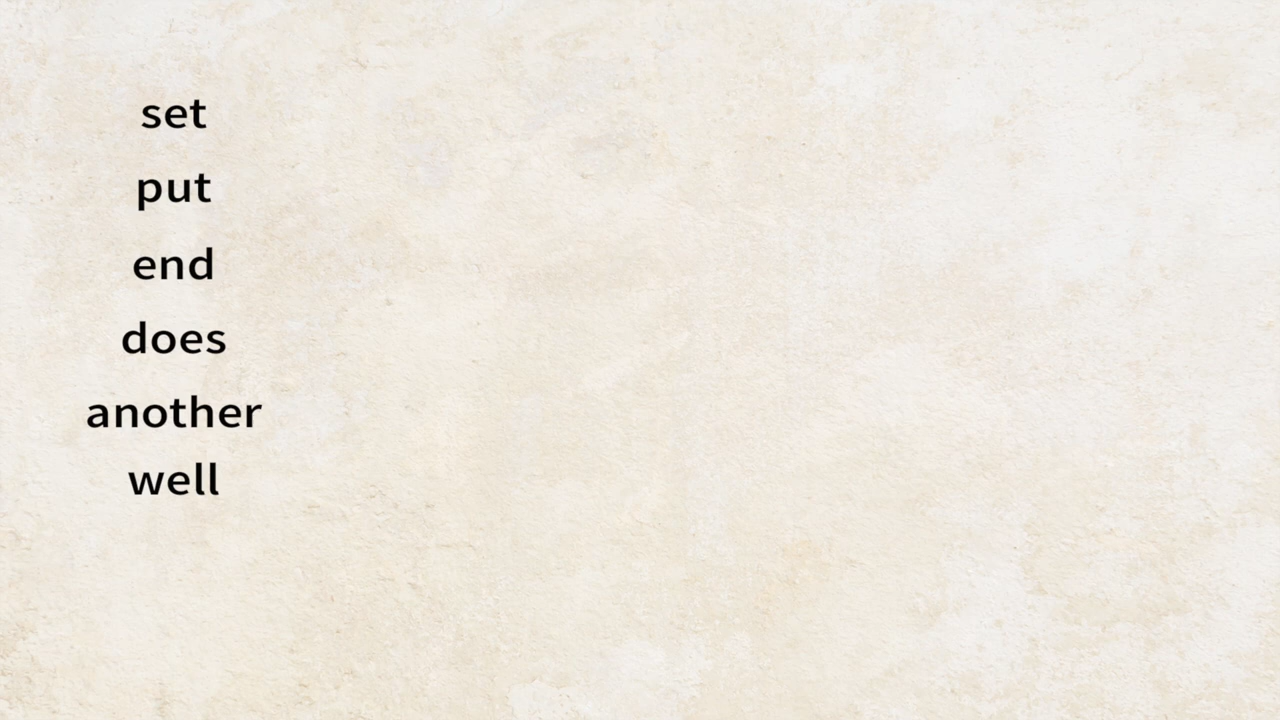 set
put
end
does
another
well